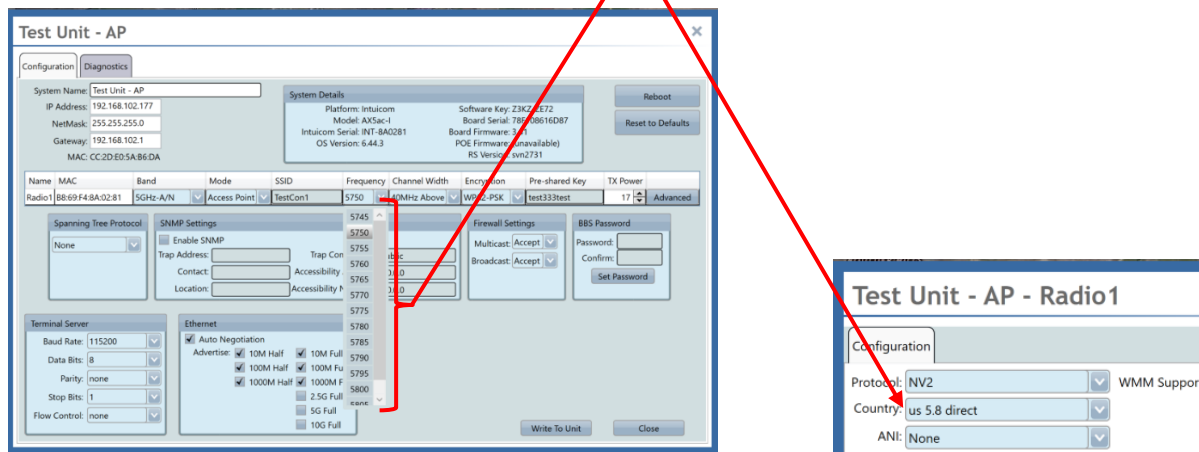 Test Unit - AP
Configuration Diagnostics
System Name: Test Unit - AP
IP Address: 192.168.102.177
NetMask: 255.255.255.0
Gateway: 192.168.102.1
MAC: CC:2D:E0:5A:B6:DA
System Details
Platform: Intuicom
Model: AX5ac-I
Intuicom Serial: INT-8A0281
OS Version: 6.44.3
Software Key:
Board Serial:
Board Firmware:
POE Firmware: (unavailable)
RS Version: svn2731
Reboot
Reset to Defaults
Name MAC Band Mode SSID Frequency Channel Width Encryption Pre-shared Key TX Power
Radio1 B8:69:F4:8A:02:81 5GHz-A/N Access Point TestCon1 5750 40MHz Above WPA2-PSK test333test 17 Advanced
5745
5750
5755
5760
5765
5770
5775
5780
5785
5790
5795
5800
5805
Spanning Tree Protocol
None
SNMP Settings
Enable SNMP
Trap Address:
Contact:
Location:
Trap
Accessibility
Accessibility
Firewall Settings
Multicast: Accept
Broadcast: Accept
BBS Password
Password:
Confirm:
Set Password
Terminal Server
Baud Rate: 115200
Data Bits: 8
Parity: none
Stop Bits: 1
Flow Control: none
Ethernet
Auto Negotiation
Advertise: 10M Half 10M Full
100M Half 100M
1000M Half 1000M
2.5G Full
5G Full
10G Full
Write To Unit
Close
Test Unit - AP - Radio1
Configuration
Protocol: NV2 WMM Suppor
Country: us 5.8 direct
ANI: None